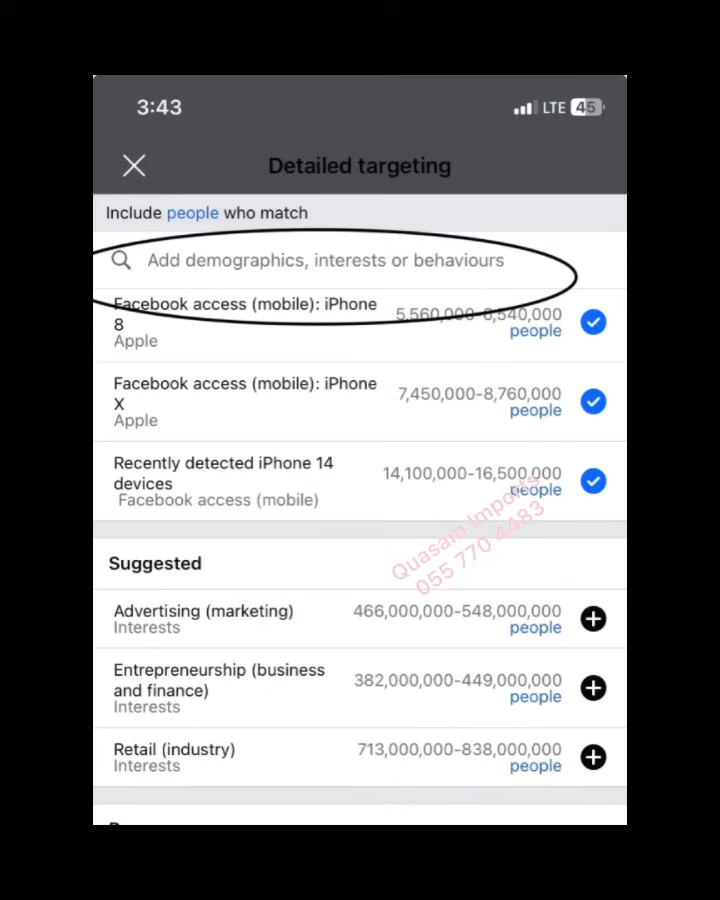 3:43
LTE 45
Detailed targeting
Include people who match
Add demographics, interests or behaviours
Facebook access (mobile): iPhone
8
Apple
5,560,000-6,540,000
people
Facebook access (mobile): iPhone
X
Apple
7,450,000-8,760,000
people
Recently detected iPhone 14
devices
Facebook access (mobile)
14,100,000-16,500,000
people
Quasam Imports
055 770 4483
Suggested
Advertising (marketing)
Interests
466,000,000-548,000,000
people
Entrepreneurship (business
and finance)
Interests
382,000,000-449,000,000
people
Retail (industry)
Interests
713,000,000-838,000,000
people